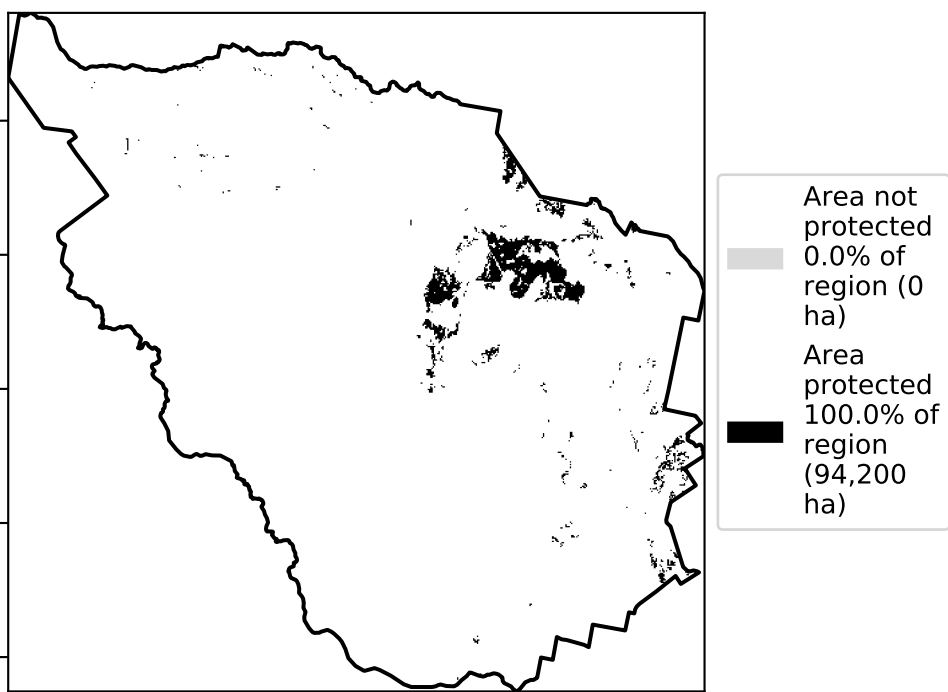 Area not
protected
0.0% of
region (0
ha)
Area
protected
100.0% of
region
(94,200
ha)